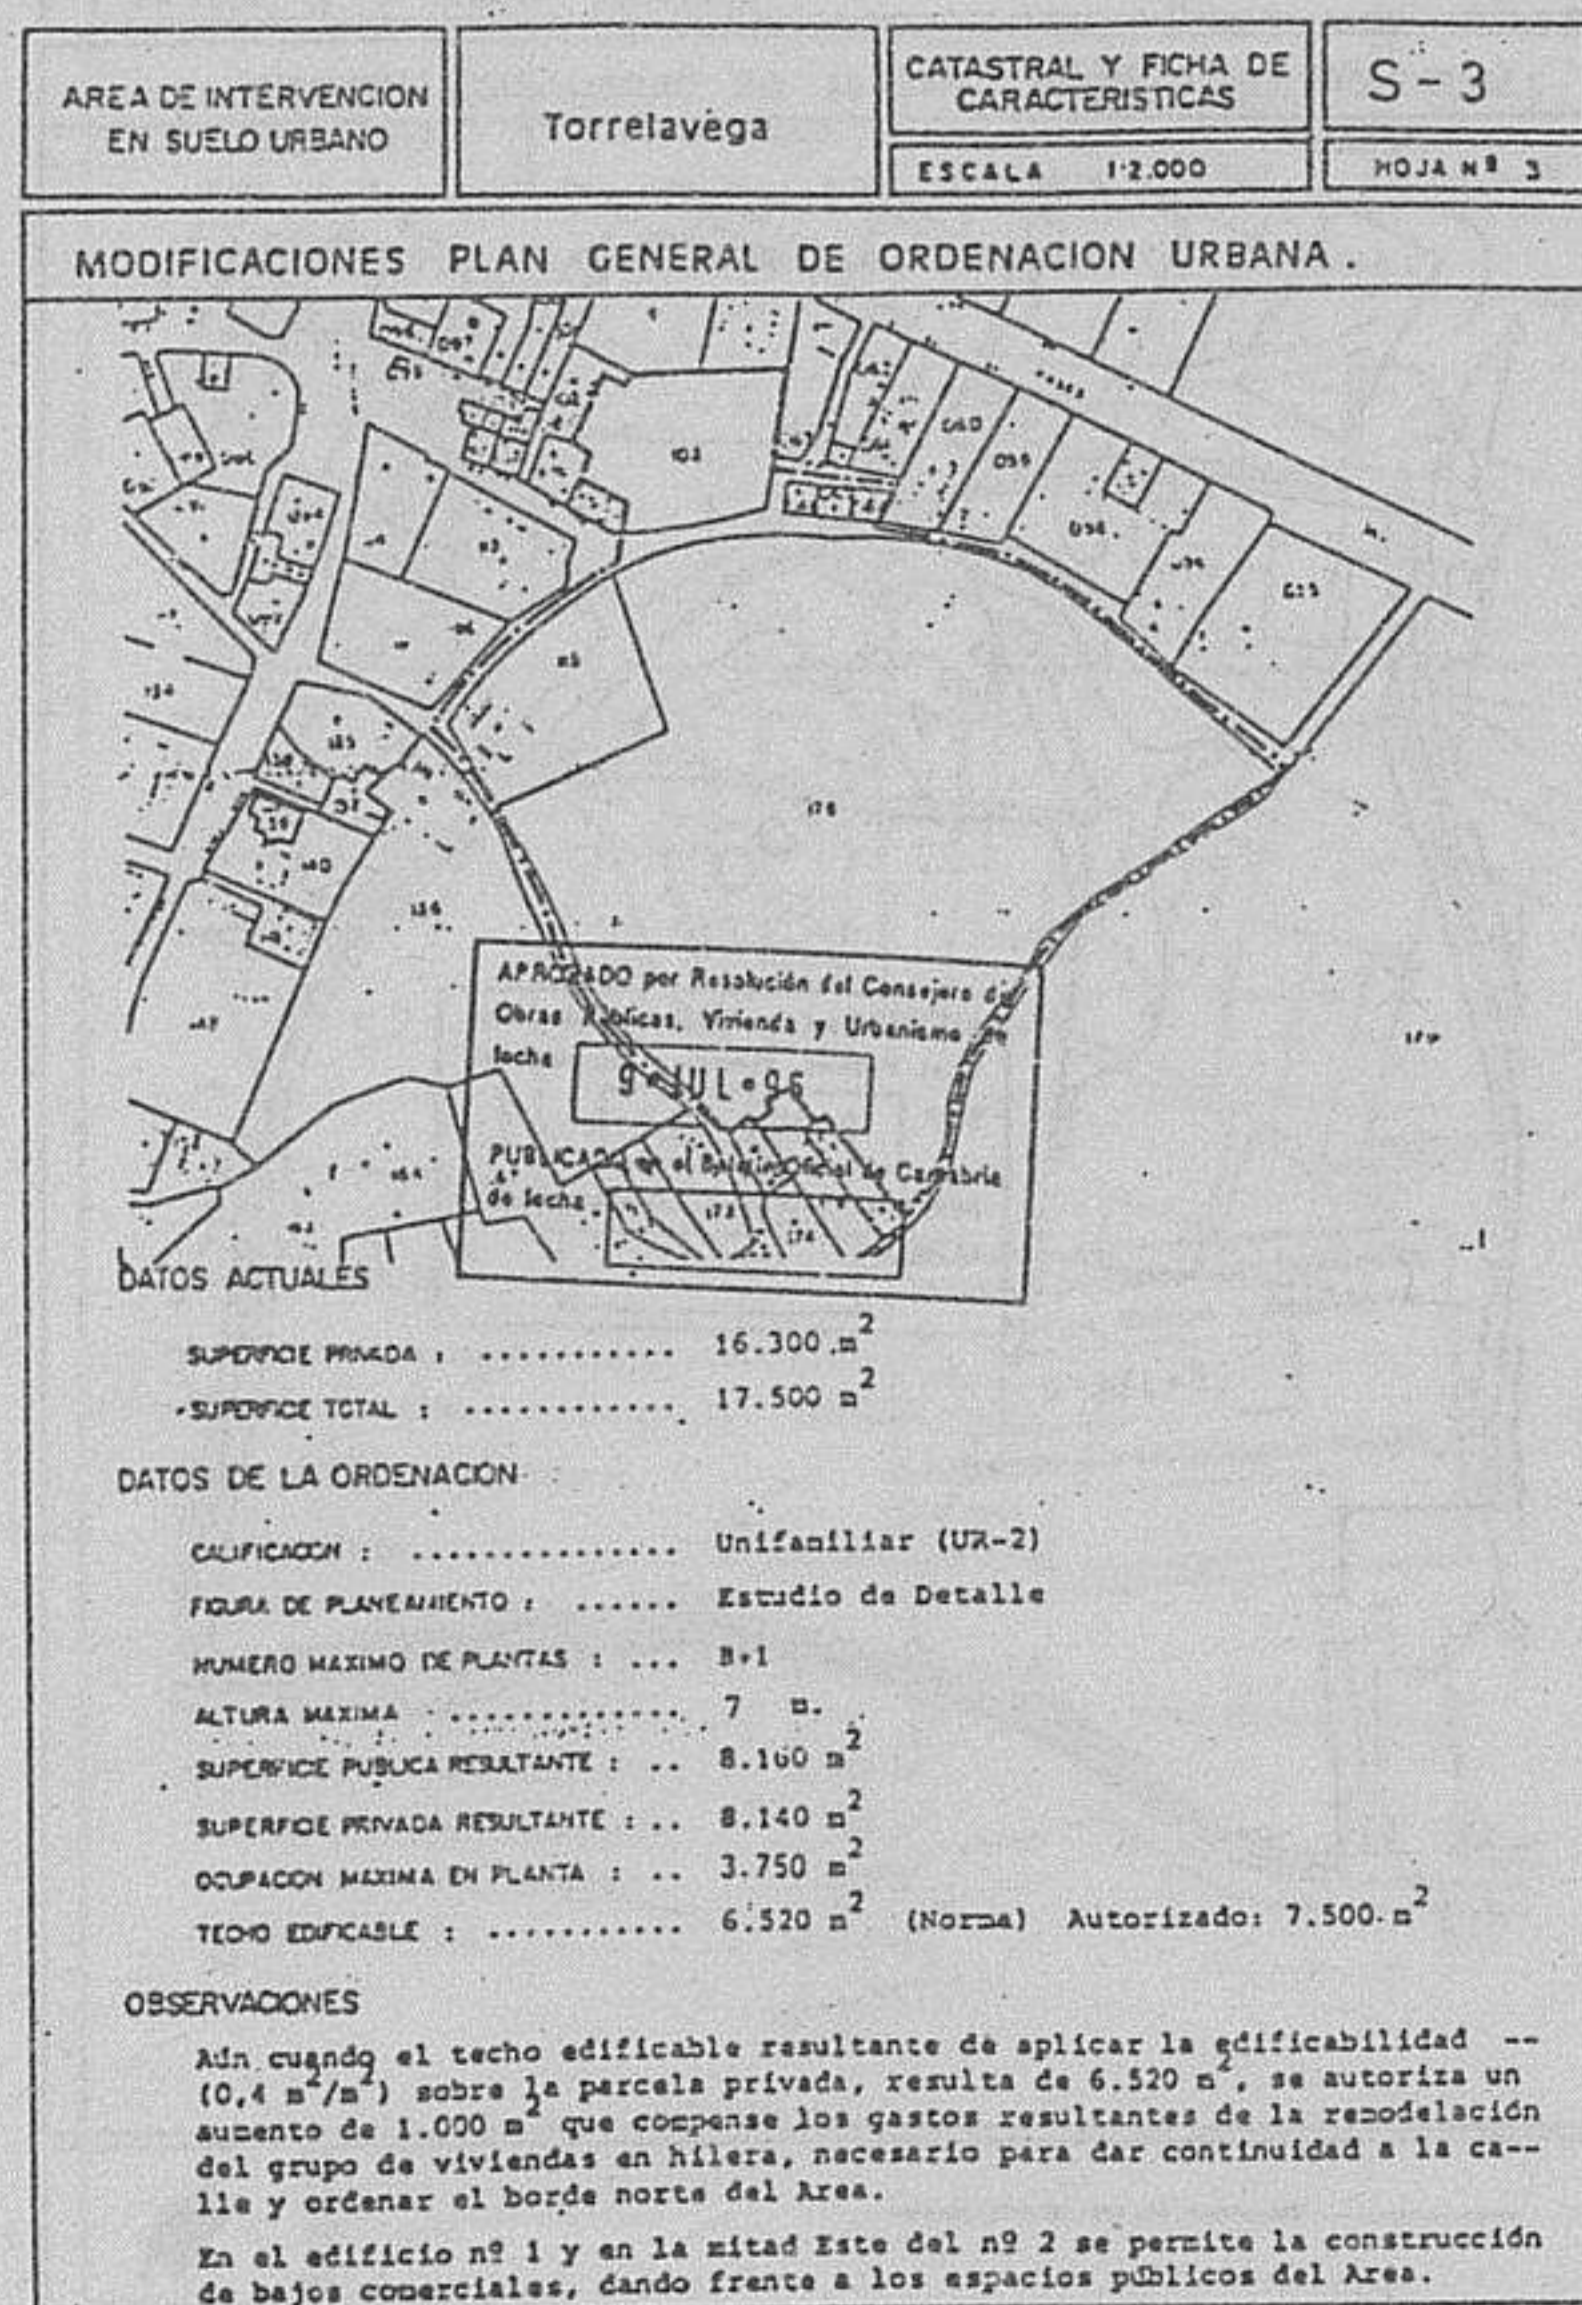 AREA DE INTERVENCION
EN SUELO URBANO
Torrelavega
CATASTRAL Y FICHA DE
CARACTERISTICAS
S-3
ESCALA 1:2.000
HOJA Nº 3
MODIFICACIONES PLAN GENERAL DE ORDENACION URBANA.
APROBADO por Resolución del Consejero de
Obras Públicas, Vivienda y Urbanismo de
fecha
9 • JUL • 96
PUBLICADA en el Boletín Oficial de Cantabria
de fecha
DATOS ACTUALES
SUPERFICIE PRIVADA : ........... 16.300 m²
SUPERFICE TOTAL : ............ 17.500 m²
DATOS DE LA ORDENACION
CALIFICACION : ............... Unifamiliar (UR-2)
FIGURA DE PLANEAMIENTO : ...... Estudio de Detalle
NUMERO MAXIMO DE PLANTAS : ... B+1
ALTURA MAXIMA ............. 7 m.
SUPERFICIE PUBLICA RESULTANTE : .. 8.160 m²
SUPERFICIE PRIVADA RESULTANTE : .. 8.140 m²
OCUPACION MAXIMA EN PLANTA : .. 3.750 m²
TECHO EDIFICABLE : ........... 6.520 m² (Norma) Autorizado: 7.500 m²
OBSERVACIONES
Aún cuando el techo edificable resultante de aplicar la edificabilidad --
(0,4 m²/m²) sobre la parcela privada, resulta de 6.520 m², se autoriza un
aumento de 1.000 m² que compense los gastos resultantes de la remodelación
del grupo de viviendas en hilera, necesario para dar continuidad a la ca--
lle y ordenar el borde norte del Area.
En el edificio nº 1 y en la mitad Este del nº 2 se permite la construcción
de bajos comerciales, dando frente a los espacios públicos del Area.